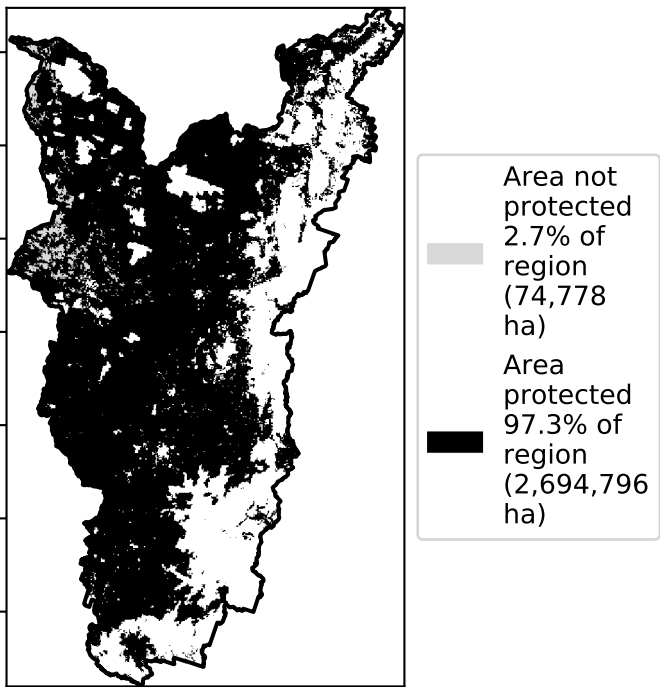 Area not
protected
2.7% of
region
(74,778
ha)
Area
protected
97.3% of
region
(2,694,796
ha)